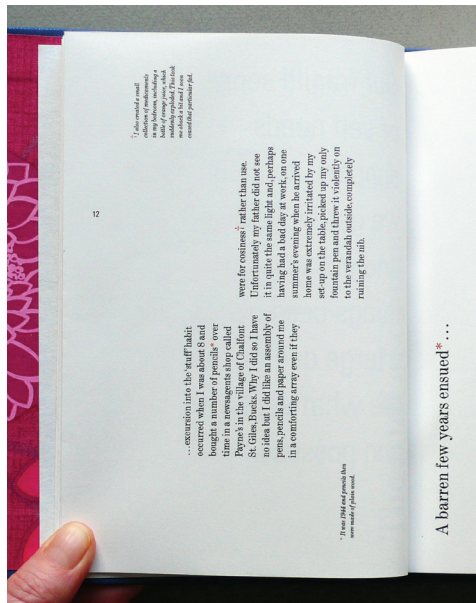 …excursion into the ‘stuff’ habit
occurred when I was about 8 and
bought a number of pencils* over
time in a newsagents shop called
Payne's in the village of Chalfont
St. Giles, Bucks. Why I did so I have
no idea but I did like an assembly of
pens, pencils and paper around me
in a comforting array even if they
* It was 1944 and pencils then
were made of plain wood.
were for cosiness† rather than use.
Unfortunately my father did not see
it in quite the same light and, perhaps
having had a bad day at work, on one
summer's evening when he arrived
home was extremely irritated by my
set-up on the table, picked up my only
fountain pen and threw it violently on
to the verandah outside, completely
ruining the nib.
† I also created a small
collection of medicaments
in my bedroom, including a
bottle of orange juice, which
suddenly exploded. This took
me aback a bit and I soon
ceased that particular fad.
12
A barren few years ensued* …